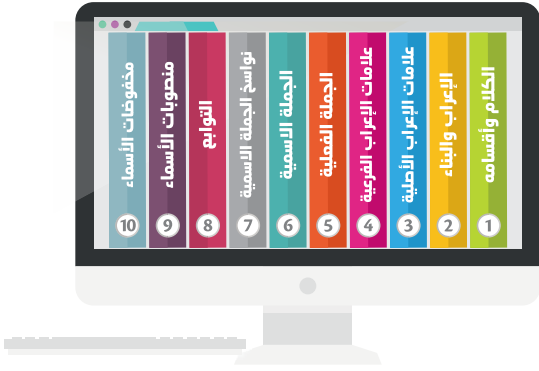 الكلام وأقسامه
1
الإعراب والبناء
2
علامات الإعراب الأصلية
3
علامات الإعراب الفرعية
4
الجملة الفعلية
5
الجملة الاسمية
6
نواسخ الجملة الاسمية
7
التوابع
8
منصوبات الأسماء
9
مخفوضات الأسماء
10